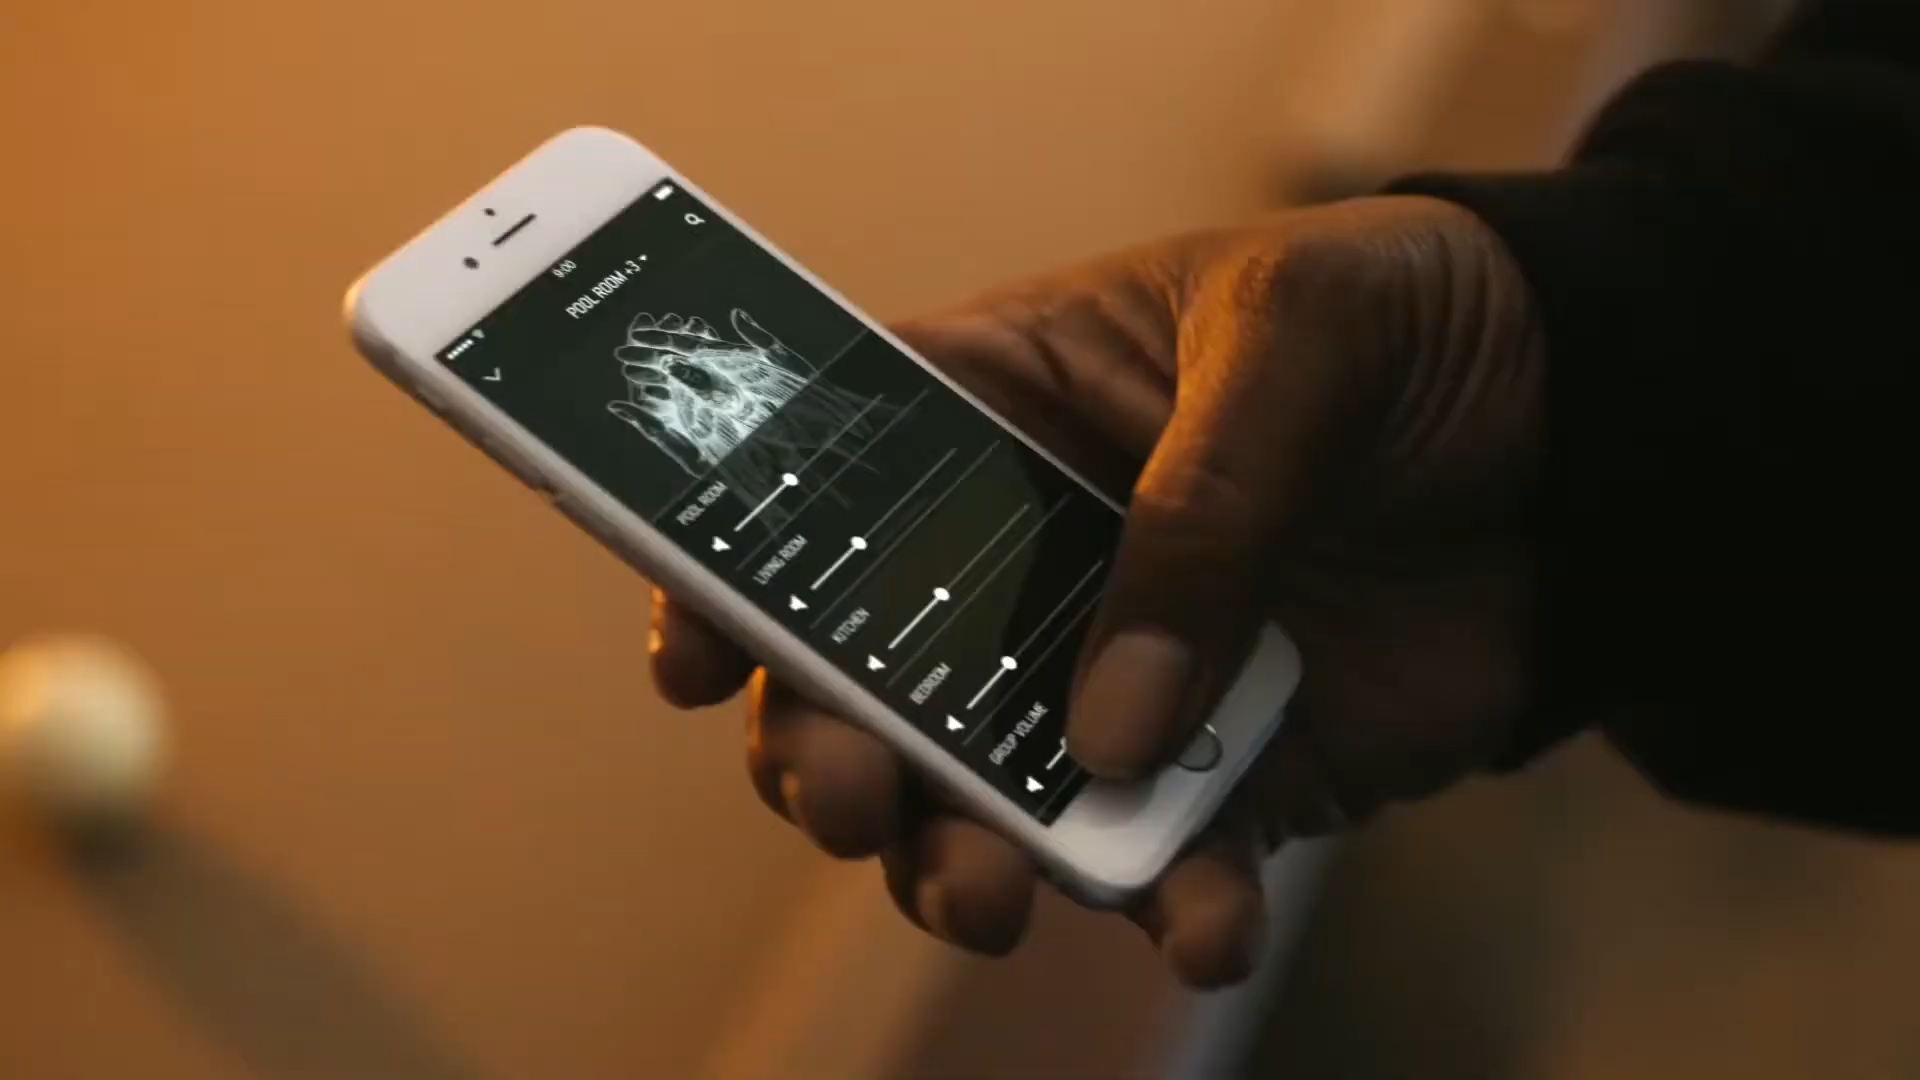 9:00
POOL ROOM +3
POOL ROOM
LIVING ROOM
KITCHEN
BEDROOM
GROUP VOLUME